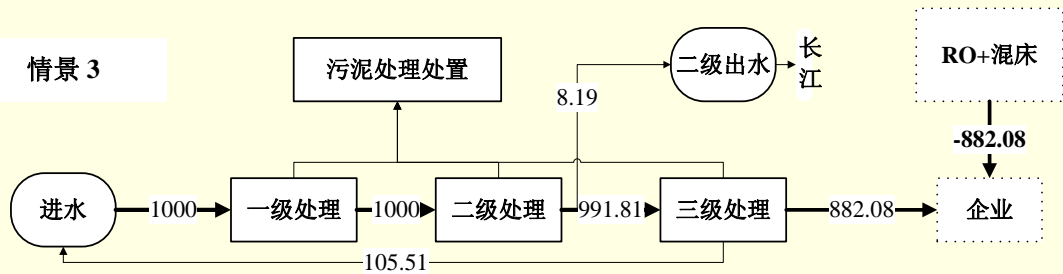 情景 3
污泥处理处置
二级出水
长
江
RO+混床
8.19
-882.08
进水
1000
一级处理
1000
二级处理
991.81
三级处理
882.08
企业
105.51